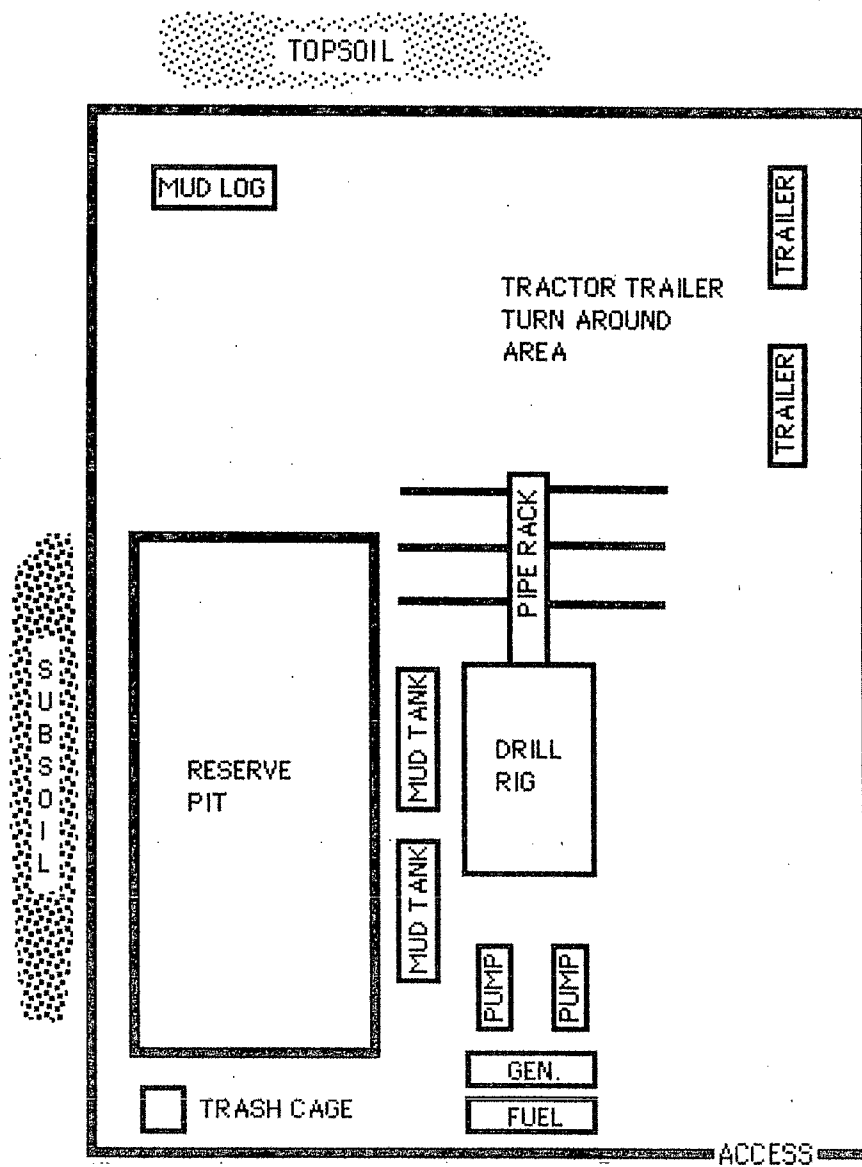 TOPSOIL
MUD LOG
TRAILER
TRACTOR TRAILER
TURN AROUND
AREA
TRAILER
PIPE RACK
SUBSOIL
MUD TANK
DRILL
RIG
RESERVE
PIT
MUD TANK
PUMP
PUMP
GEN.
TRASH CAGE
FUEL
ACCESS